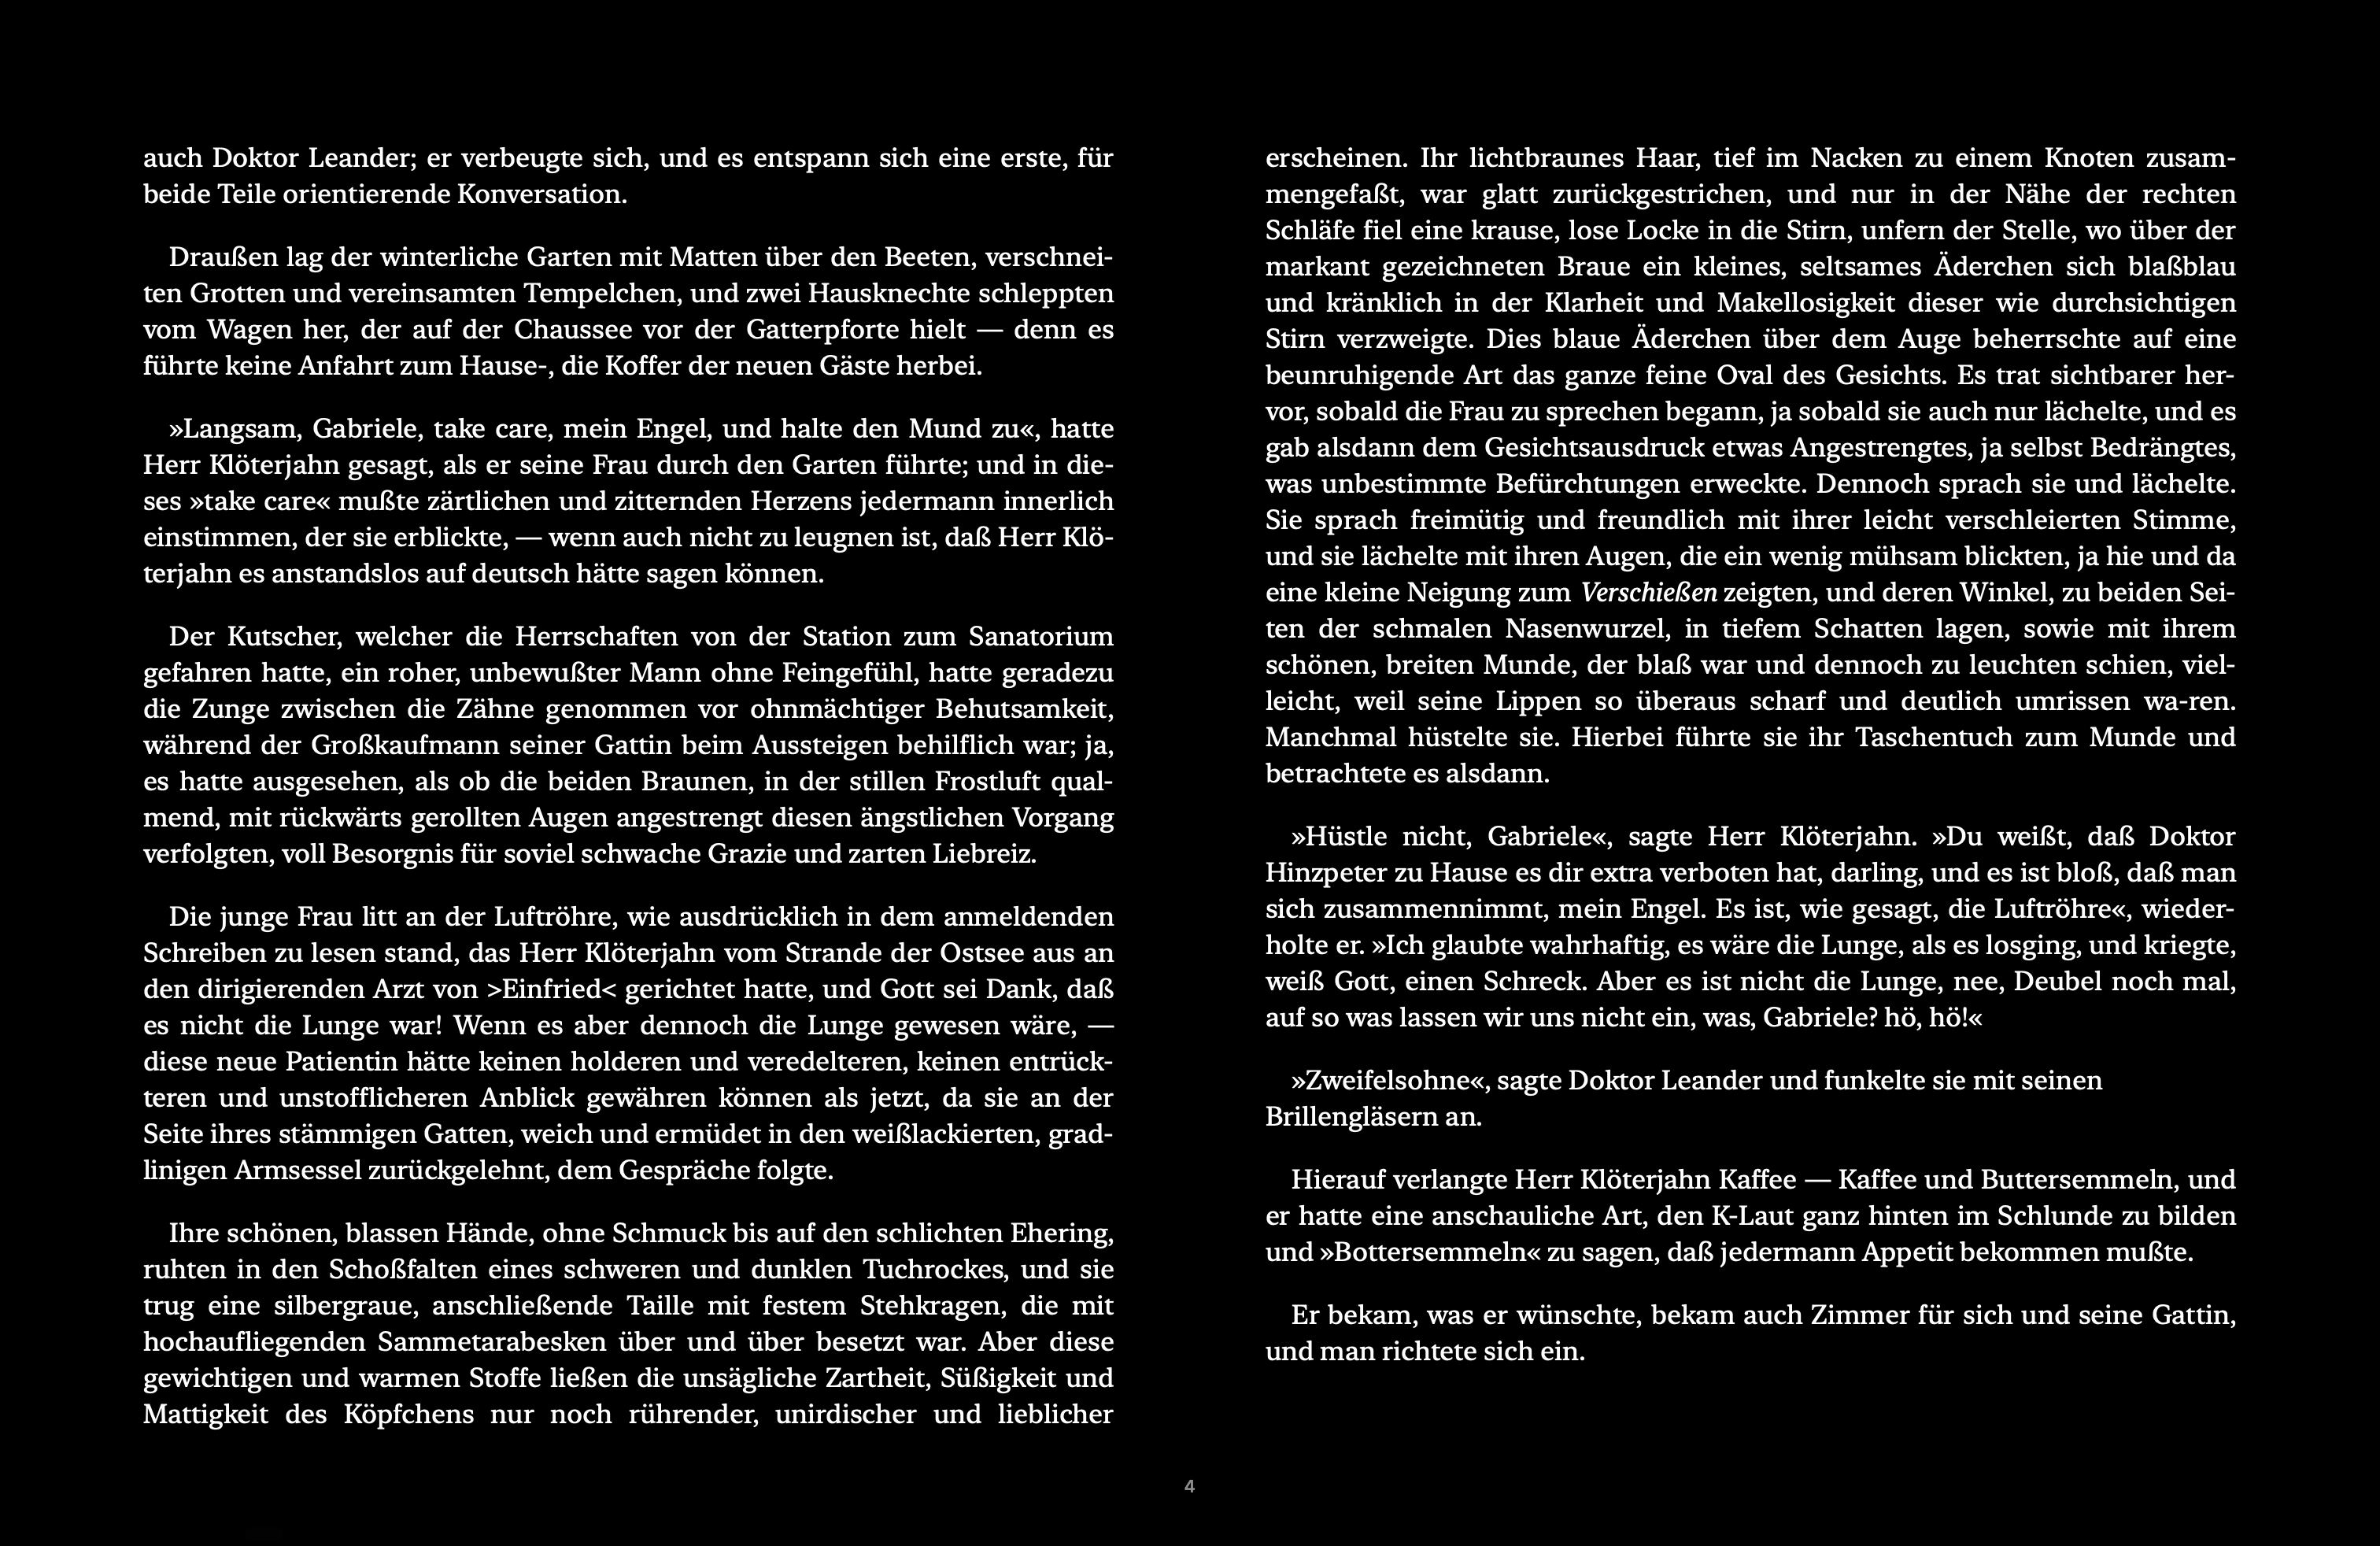 auch Doktor Leander; er verbeugte sich, und es entspann sich eine erste, für
beide Teile orientierende Konversation.
Draußen lag der winterliche Garten mit Matten über den Beeten, verschnei-
ten Grotten und vereinsamten Tempelchen, und zwei Hausknechte schleppten
vom Wagen her, der auf der Chaussee vor der Gatterpforte hielt — denn es
führte keine Anfahrt zum Hause-, die Koffer der neuen Gäste herbei.
»Langsam, Gabriele, take care, mein Engel, und halte den Mund zu«, hatte
Herr Klöterjahn gesagt, als er seine Frau durch den Garten führte; und in die-
ses »take care« mußte zärtlichen und zitternden Herzens jedermann innerlich
einstimmen, der sie erblickte, — wenn auch nicht zu leugnen ist, daß Herr Klö-
terjahn es anstandslos auf deutsch hätte sagen können.
Der Kutscher, welcher die Herrschaften von der Station zum Sanatorium
gefahren hatte, ein roher, unbewußter Mann ohne Feingefühl, hatte geradezu
die Zunge zwischen die Zähne genommen vor ohnmächtiger Behutsamkeit,
während der Großkaufmann seiner Gattin beim Aussteigen behilflich war; ja,
es hatte ausgesehen, als ob die beiden Braunen, in der stillen Frostluft qual-
mend, mit rückwärts gerollten Augen angestrengt diesen ängstlichen Vorgang
verfolgten, voll Besorgnis für soviel schwache Grazie und zarten Liebreiz.
Die junge Frau litt an der Luftröhre, wie ausdrücklich in dem anmeldenden
Schreiben zu lesen stand, das Herr Klöterjahn vom Strande der Ostsee aus an
den dirigierenden Arzt von >Einfried< gerichtet hatte, und Gott sei Dank, daß
es nicht die Lunge war! Wenn es aber dennoch die Lunge gewesen wäre, —
diese neue Patientin hätte keinen holderen und veredelteren, keinen entrück-
teren und unstofflicheren Anblick gewähren können als jetzt, da sie an der
Seite ihres stämmigen Gatten, weich und ermüdet in den weißlackierten, grad-
linigen Armsessel zurückgelehnt, dem Gespräche folgte.
Ihre schönen, blassen Hände, ohne Schmuck bis auf den schlichten Ehering,
ruhten in den Schoßfalten eines schweren und dunklen Tuchrockes, und sie
trug eine silbergraue, anschließende Taille mit festem Stehkragen, die mit
hochaufliegenden Sammetarabesken über und über besetzt war. Aber diese
gewichtigen und warmen Stoffe ließen die unsägliche Zartheit, Süßigkeit und
Mattigkeit des Köpfchens nur noch rührender, unirdischer und lieblicher
erscheinen. Ihr lichtbraunes Haar, tief im Nacken zu einem Knoten zusam-
mengefaßt, war glatt zurückgestrichen, und nur in der Nähe der rechten
Schläfe fiel eine krause, lose Locke in die Stirn, unfern der Stelle, wo über der
markant gezeichneten Braue ein kleines, seltsames Äderchen sich blaßblau
und kränklich in der Klarheit und Makellosigkeit dieser wie durchsichtigen
Stirn verzweigte. Dies blaue Äderchen über dem Auge beherrschte auf eine
beunruhigende Art das ganze feine Oval des Gesichts. Es trat sichtbarer her-
vor, sobald die Frau zu sprechen begann, ja sobald sie auch nur lächelte, und es
gab alsdann dem Gesichtsausdruck etwas Angestrengtes, ja selbst Bedrängtes,
was unbestimmte Befürchtungen erweckte. Dennoch sprach sie und lächelte.
Sie sprach freimütig und freundlich mit ihrer leicht verschleierten Stimme,
und sie lächelte mit ihren Augen, die ein wenig mühsam blickten, ja hie und da
eine kleine Neigung zum Verschießen zeigten, und deren Winkel, zu beiden Sei-
ten der schmalen Nasenwurzel, in tiefem Schatten lagen, sowie mit ihrem
schönen, breiten Munde, der blaß war und dennoch zu leuchten schien, viel-
leicht, weil seine Lippen so überaus scharf und deutlich umrissen wa-ren.
Manchmal hüstelte sie. Hierbei führte sie ihr Taschentuch zum Munde und
betrachtete es alsdann.
»Hüstle nicht, Gabriele«, sagte Herr Klöterjahn. »Du weißt, daß Doktor
Hinzpeter zu Hause es dir extra verboten hat, darling, und es ist bloß, daß man
sich zusammennimmt, mein Engel. Es ist, wie gesagt, die Luftröhre«, wieder-
holte er. »Ich glaubte wahrhaftig, es wäre die Lunge, als es losging, und kriegte,
weiß Gott, einen Schreck. Aber es ist nicht die Lunge, nee, Deubel noch mal,
auf so was lassen wir uns nicht ein, was, Gabriele? hö, hö!«
»Zweifelsohne«, sagte Doktor Leander und funkelte sie mit seinen
Brillengläsern an.
Hierauf verlangte Herr Klöterjahn Kaffee — Kaffee und Buttersemmeln, und
er hatte eine anschauliche Art, den K-Laut ganz hinten im Schlunde zu bilden
und »Bottersemmeln« zu sagen, daß jedermann Appetit bekommen mußte.
Er bekam, was er wünschte, bekam auch Zimmer für sich und seine Gattin,
und man richtete sich ein.
4